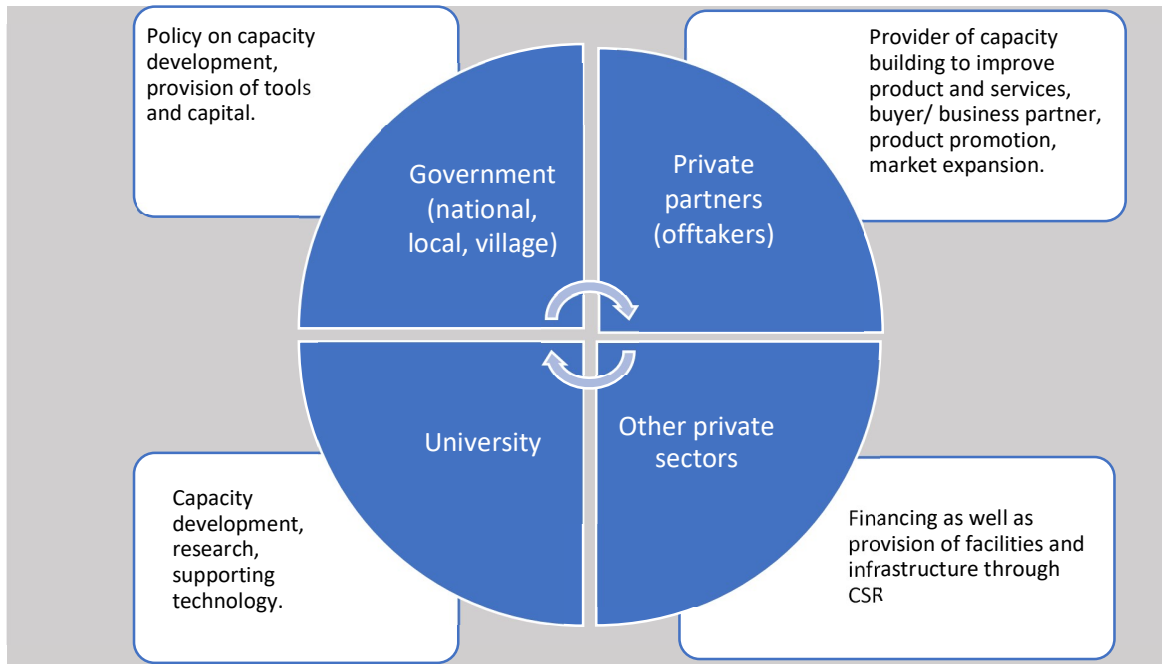 Policy on capacity
development,
provision of tools
and capital.
Provider of capacity
building to improve
product and services,
buyer/ business partner,
product promotion,
market expansion.
Government
(national,
local, village)
Private
partners
(offtakers)
University
Other private
sectors
Capacity
development,
research,
supporting
technology.
Financing as well as
provision of facilities and
infrastructure through
CSR